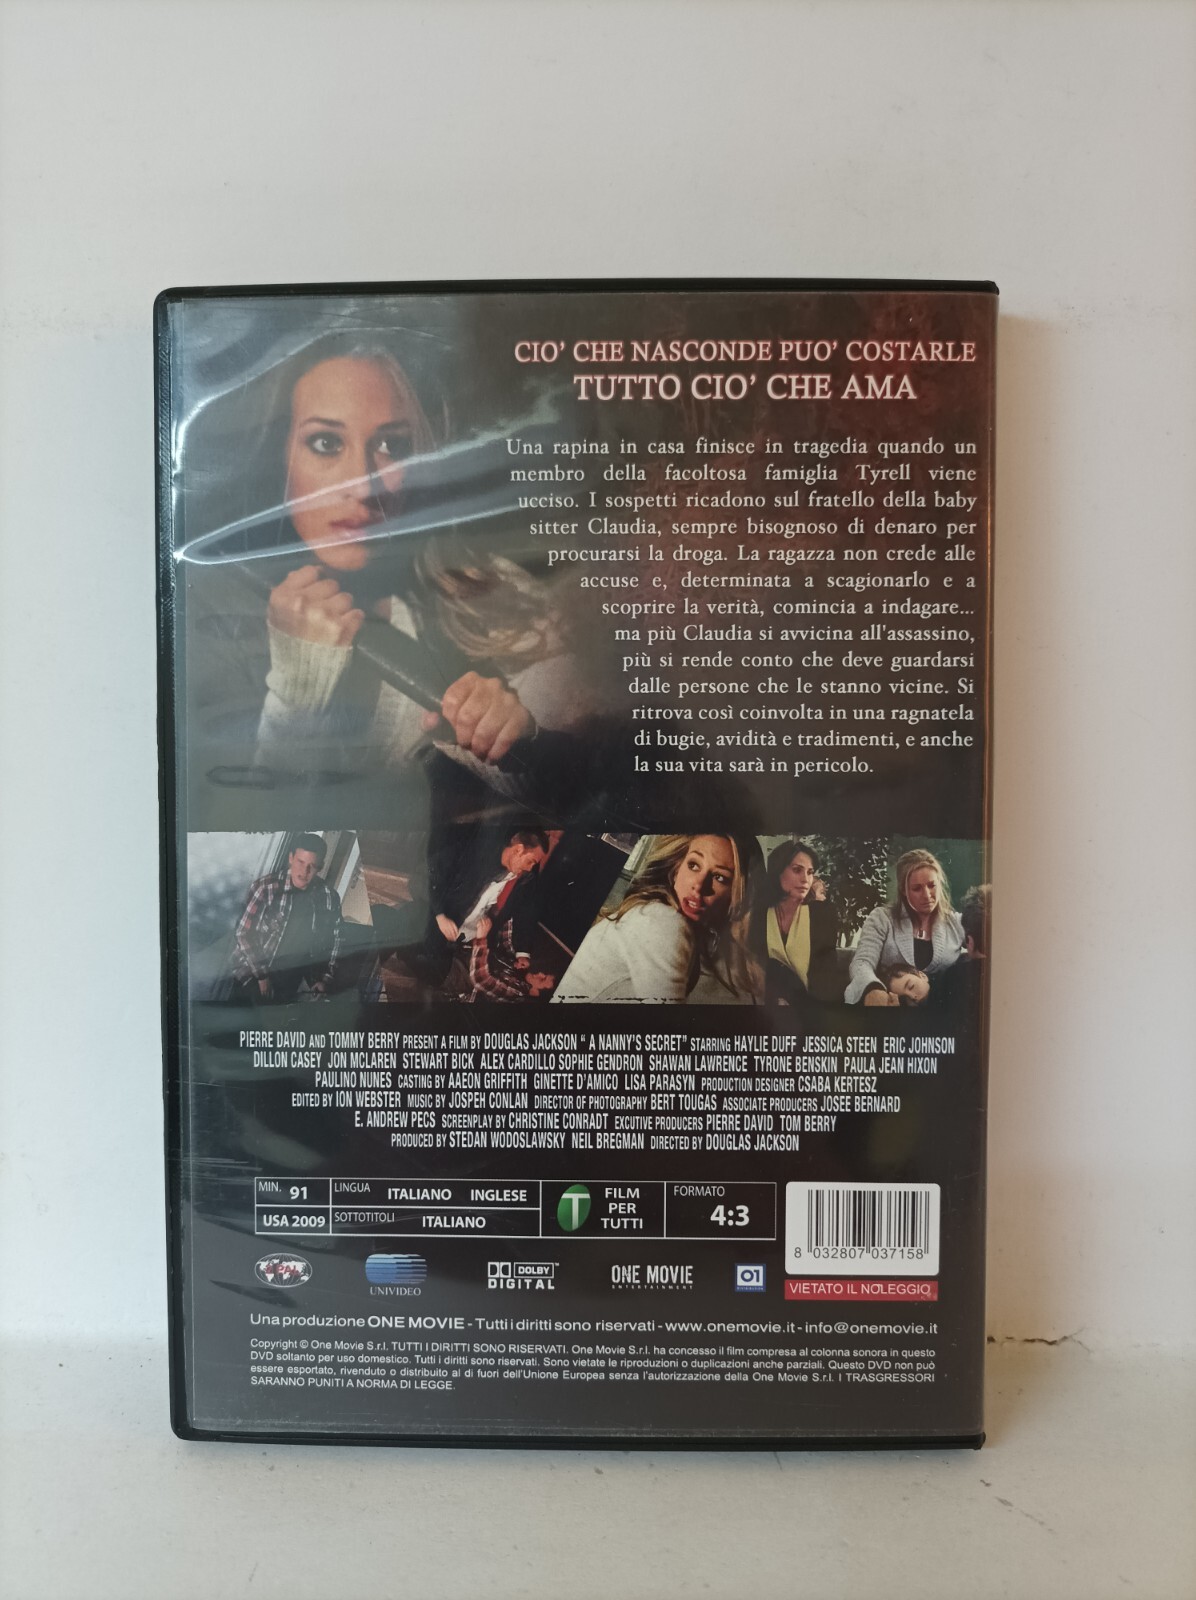 CIO' CHE NASCONDE PUO' COSTARLE
TUTTO CIO' CHE AMA
Una rapina in casa finisce in tragedia quando un
membro della facoltosa famiglia Tyrell viene
ucciso. I sospetti ricadono sul fratello della baby
sitter Claudia, sempre bisognoso di denaro per
procurarsi la droga. La ragazza non crede alle
accuse e, determinata a scagionarlo e a
scoprire la verità, comincia a indagare...
ma più Claudia si avvicina all'assassino,
più si rende conto che deve guardarsi
dalle persone che le stanno vicine. Si
ritrova così coinvolta in una ragnatela
di bugie, avidità e tradimenti, e anche
la sua vita sarà in pericolo.
PIERRE DAVID AND TOMMY BERRY PRESENT A FILM BY DOUGLAS JACKSON " A NANNY'S SECRET" STARRING HAYLIE DUFF JESSICA STEEN ERIC JOHNSON
DILLON CASEY JON MCLAREN STEWART BICK ALEX CARDILLO SOPHIE GENDRON SHAWAN LAWRENCE TYRONE BENSKIN PAULA JEAN HIXON
PAULINO NUNES CASTING BY AAEON GRIFFITH GINETTE D'AMICO LISA PARASYN PRODUCTION DESIGNER CSABA KERTESZ
EDITED BY ION WEBSTER MUSIC BY JOSPEH CONLAN DIRECTOR OF PHOTOGRAPHY BERT TOUGAS ASSOCIATE PRODUCERS JOSEE BERNARD
E. ANDREW PECS SCREENPLAY BY CHRISTINE CONRADT EXCUTIVE PRODUCERS PIERRE DAVID TOM BERRY
PRODUCED BY STEDAN WODOSLAWSKY NEIL BREGMAN DIRECTED BY DOUGLAS JACKSON
MIN. 91
USA 2009
LINGUA ITALIANO INGLESE
SOTTOTITOLI ITALIANO
T
FILM
PER
TUTTI
FORMATO
4:3
8 032807 037158
VIETATO IL NOLEGGIO
PAL
UNIVIDEO
DOLBY
DIGITAL
ONE MOVIE
ENTERTAINMENT
01
Una produzione ONE MOVIE - Tutti i diritti sono riservati - www.onemovie.it - info@onemovie.it
Copyright © One Movie S.r.l. TUTTI I DIRITTI SONO RISERVATI. One Movie S.r.l. ha concesso il film compresa al colonna sonora in questo
DVD soltanto per uso domestico. Tutti i diritti sono riservati. Sono vietate le riproduzioni o duplicazioni anche parziali. Questo DVD non può
essere esportato, rivenduto o distribuito al di fuori dell'Unione Europea senza l'autorizzazione della One Movie S.r.l. I TRASGRESSORI
SARANNO PUNITI A NORMA DI LEGGE.